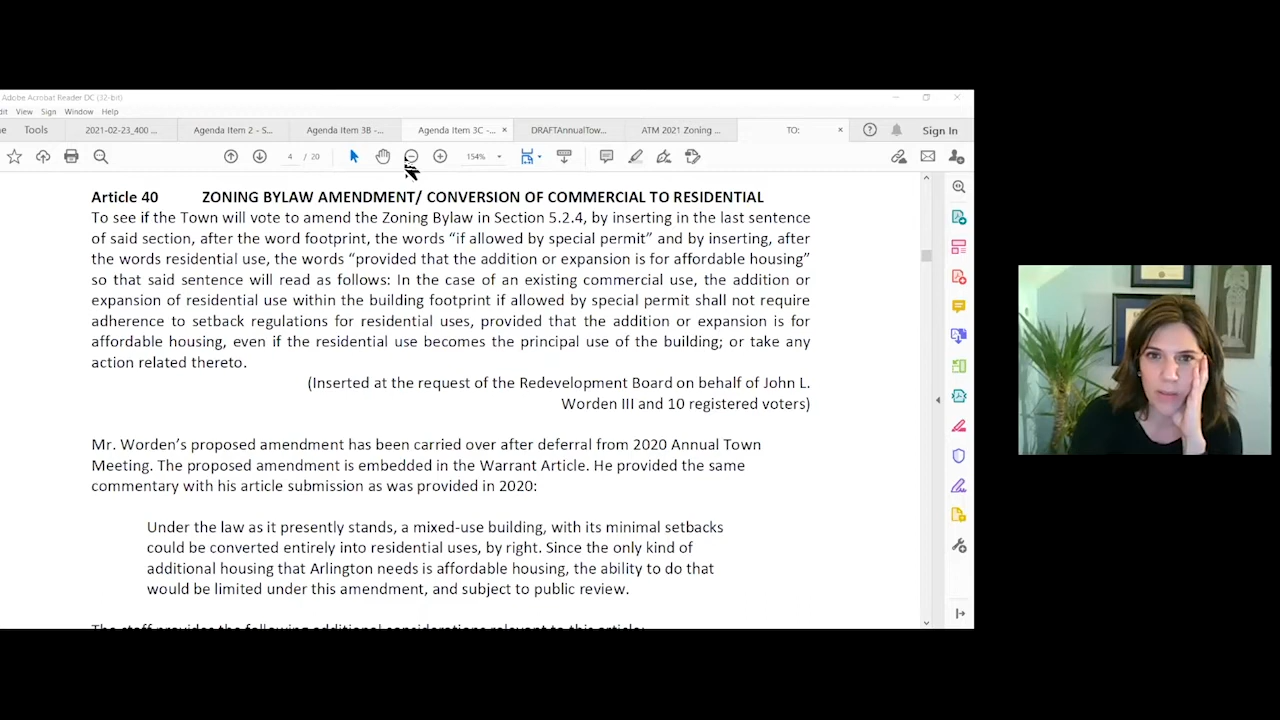 Adobe Acrobat Reader DC (32-bit)
View Sign Window Help
Tools 2021-02-23_400 ... Agenda Item 2 - S... Agenda Item 3B -... Agenda Item 3C -... × DRAFTAnnualTow... ATM 2021 Zoning ... TO: × Sign In
4 / 20 154%
Article 40 ZONING BYLAW AMENDMENT/ CONVERSION OF COMMERCIAL TO RESIDENTIAL
To see if the Town will vote to amend the Zoning Bylaw in Section 5.2.4, by inserting in the last sentence
of said section, after the word footprint, the words “if allowed by special permit” and by inserting, after
the words residential use, the words “provided that the addition or expansion is for affordable housing”
so that said sentence will read as follows: In the case of an existing commercial use, the addition or
expansion of residential use within the building footprint if allowed by special permit shall not require
adherence to setback regulations for residential uses, provided that the addition or expansion is for
affordable housing, even if the residential use becomes the principal use of the building; or take any
action related thereto.
(Inserted at the request of the Redevelopment Board on behalf of John L.
Worden III and 10 registered voters)
Mr. Worden’s proposed amendment has been carried over after deferral from 2020 Annual Town
Meeting. The proposed amendment is embedded in the Warrant Article. He provided the same
commentary with his article submission as was provided in 2020:
Under the law as it presently stands, a mixed-use building, with its minimal setbacks
could be converted entirely into residential uses, by right. Since the only kind of
additional housing that Arlington needs is affordable housing, the ability to do that
would be limited under this amendment, and subject to public review.
The staff provides the following additional considerations relevant to this article: